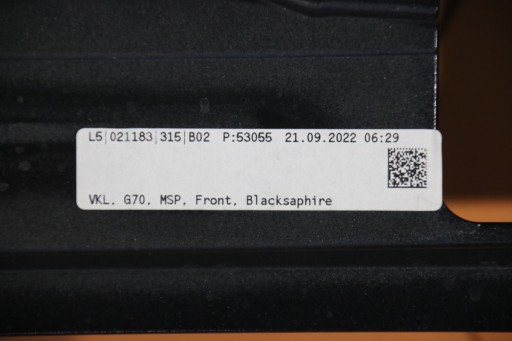 L5|021183|315|B02 P:53055 21.09.2022 06:29
VKL. G70. MSP. Front. Blacksaphire